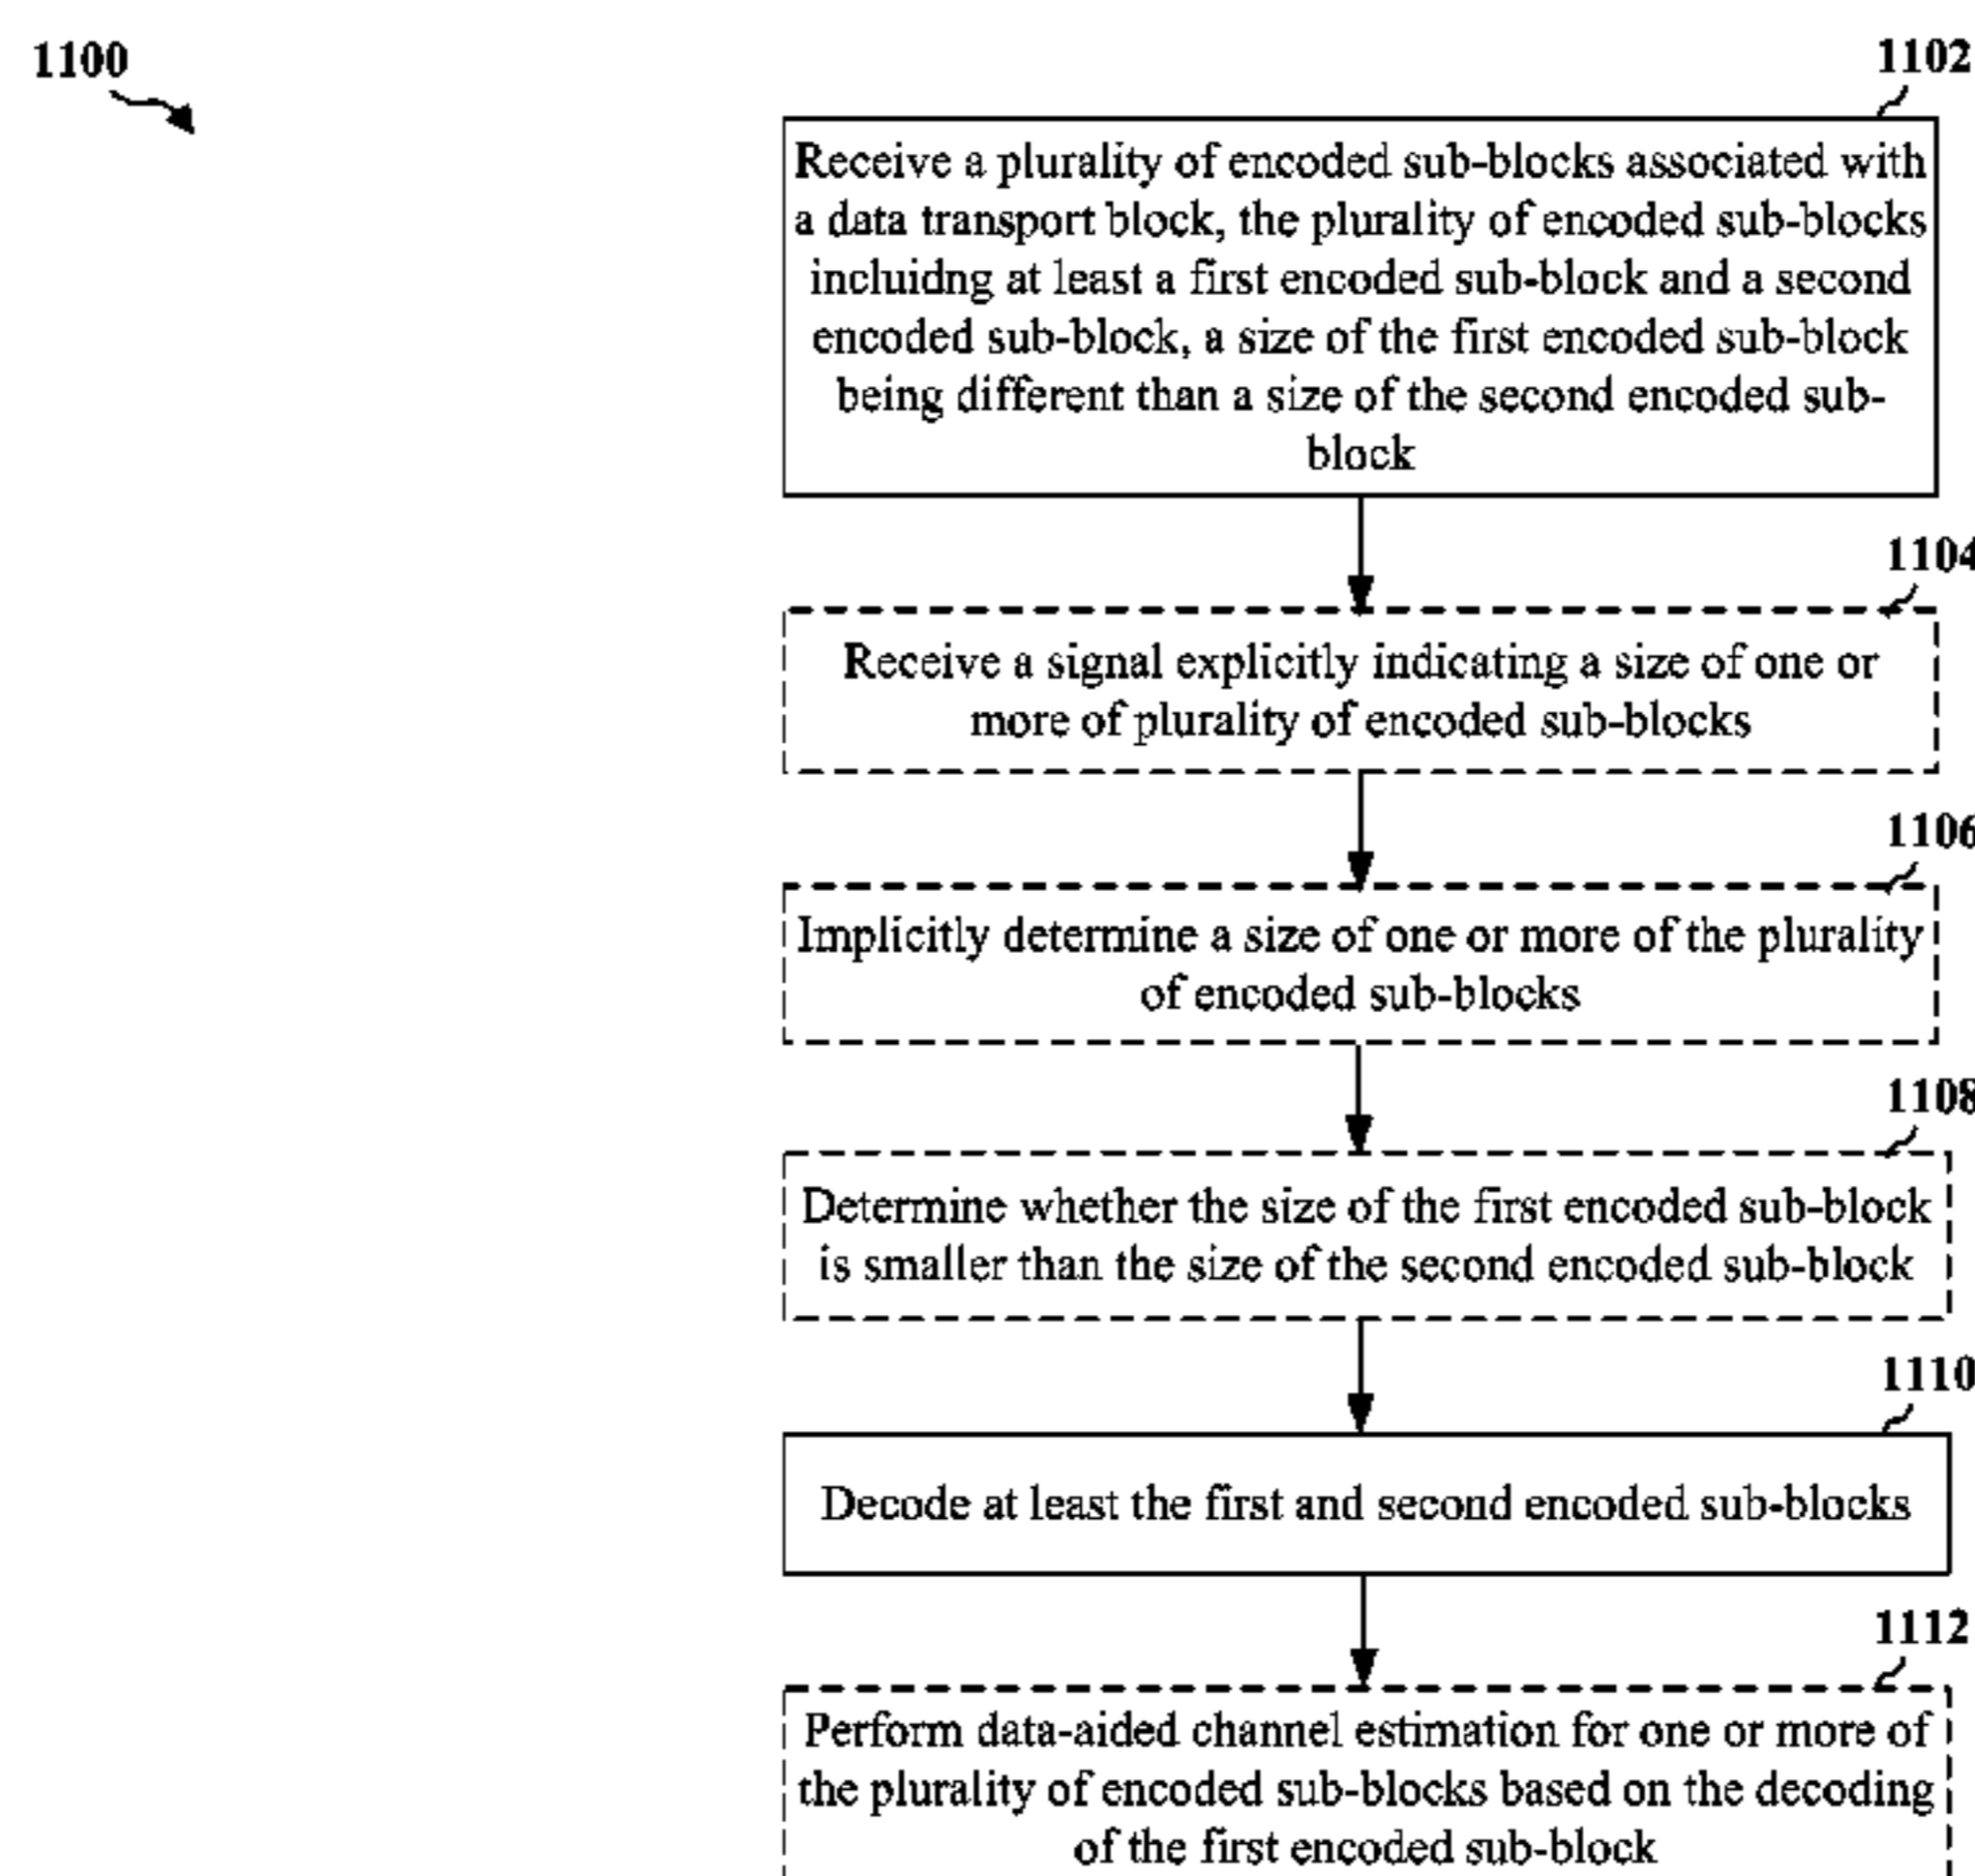 1100
1102
Receive a plurality of encoded sub-blocks associated with
a data transport block, the plurality of encoded sub-blocks
incluidng at least a first encoded sub-block and a second
encoded sub-block, a size of the first encoded sub-block
being different than a size of the second encoded sub-
block
1104
Receive a signal explicitly indicating a size of one or
more of plurality of encoded sub-blocks
1106
Implicitly determine a size of one or more of the plurality
of encoded sub-blocks
1108
Determine whether the size of the first encoded sub-block
is smaller than the size of the second encoded sub-block
1110
Decode at least the first and second encoded sub-blocks
1112
Perform data-aided channel estimation for one or more of
the plurality of encoded sub-blocks based on the decoding
of the first encoded sub-block